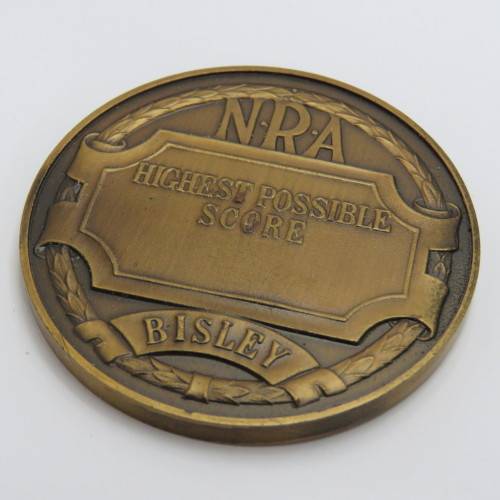 N·R·A
HIGHEST POSSIBLE
SCORE
BISLEY